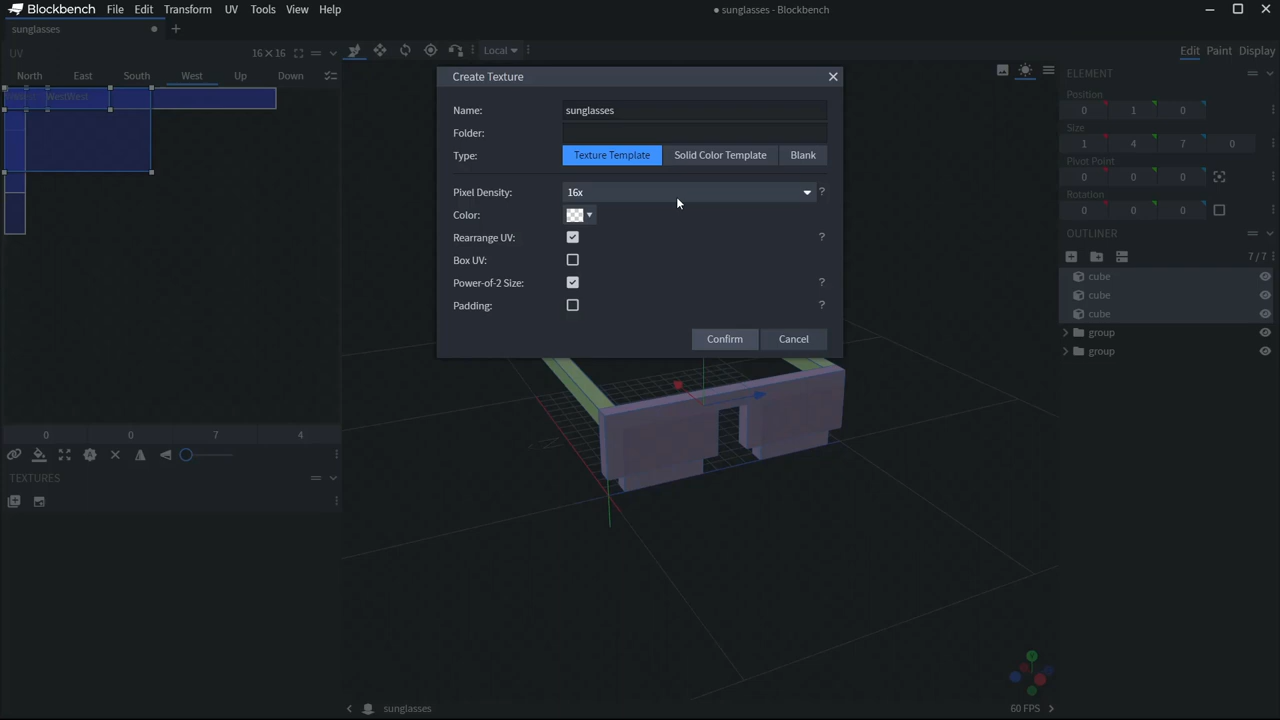 Blockbench File Edit Transform UV Tools View Help
● sunglasses - Blockbench
sunglasses
UV 16×16
North East South West Up Down
WestWest
0 0 7 4
TEXTURES
Local
Edit Paint Display
Create Texture
Name: sunglasses
Folder:
Type: Texture Template Solid Color Template Blank
Pixel Density: 16x ?
Color:
Rearrange UV: ?
Box UV:
Power-of-2 Size: ?
Padding: ?
Confirm Cancel
ELEMENT
Position
0 1 0
Size
1 4 7 0
Pivot Point
0 0 0
Rotation
0 0 0
OUTLINER
7 / 7
cube
cube
cube
group
group
sunglasses
60 FPS